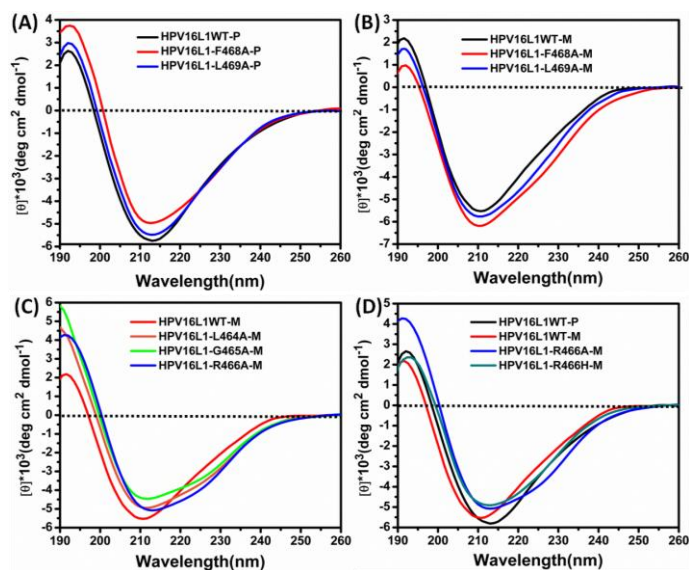 (A)
HPV16L1WT-P
HPV16L1-F468A-P
HPV16L1-L469A-P
[θ]*10³(deg cm² dmol⁻¹)
4
3
2
1
0
-1
-2
-3
-4
-5
-6
190 200 210 220 230 240 250 260
Wavelength(nm)
(B)
HPV16L1WT-M
HPV16L1-F468A-M
HPV16L1-L469A-M
[θ]*10³(deg cm² dmol⁻¹)
3
2
1
0
-1
-2
-3
-4
-5
-6
-7
190 200 210 220 230 240 250 260
Wavelength(nm)
(C)
HPV16L1WT-M
HPV16L1-L464A-M
HPV16L1-G465A-M
HPV16L1-R466A-M
[θ]*10³(deg cm² dmol⁻¹)
6
5
4
3
2
1
0
-1
-2
-3
-4
-5
-6
190 200 210 220 230 240 250 260
Wavelength(nm)
(D)
HPV16L1WT-P
HPV16L1WT-M
HPV16L1-R466A-M
HPV16L1-R466H-M
[θ]*10³(deg cm² dmol⁻¹)
5
4
3
2
1
0
-1
-2
-3
-4
-5
-6
190 200 210 220 230 240 250 260
Wavelength(nm)